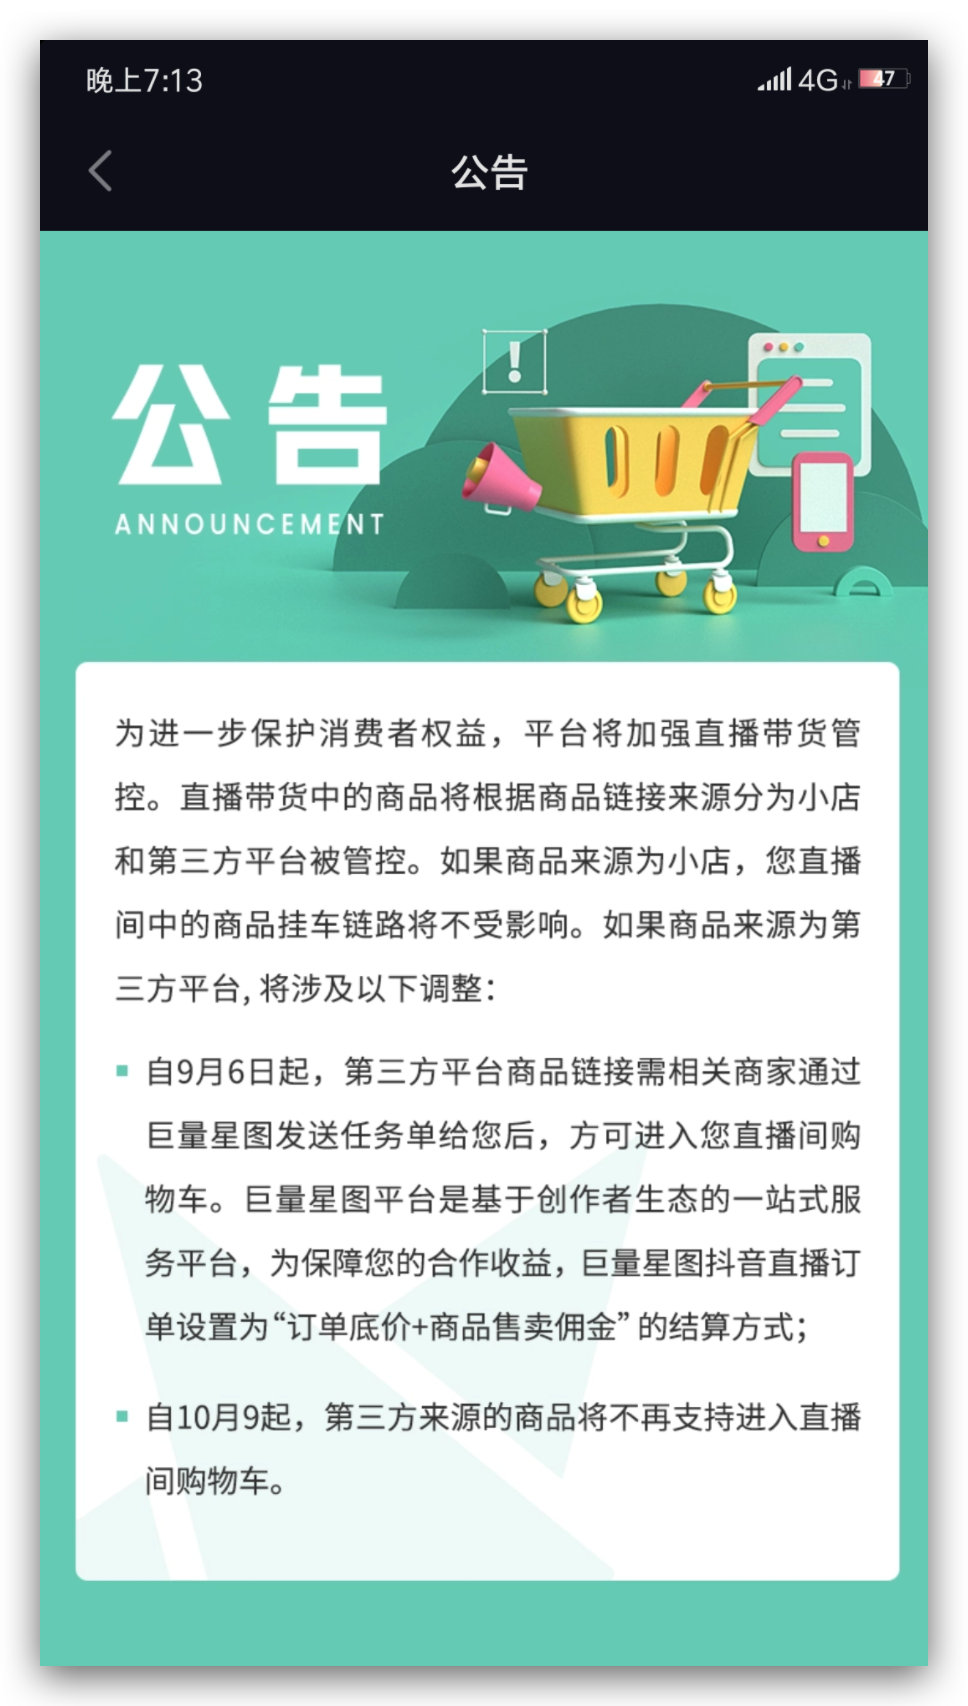 晚上7:13
4G
47
公告
!
公告
ANNOUNCEMENT
为进一步保护消费者权益，平台将加强直播带货管
控。直播带货中的商品将根据商品链接来源分为小店
和第三方平台被管控。如果商品来源为小店，您直播
间中的商品挂车链路将不受影响。如果商品来源为第
三方平台, 将涉及以下调整：
自9月6日起，第三方平台商品链接需相关商家通过
巨量星图发送任务单给您后，方可进入您直播间购
物车。巨量星图平台是基于创作者生态的一站式服
务平台，为保障您的合作收益，巨量星图抖音直播订
单设置为“订单底价+商品售卖佣金”的结算方式；
自10月9起，第三方来源的商品将不再支持进入直播
间购物车。